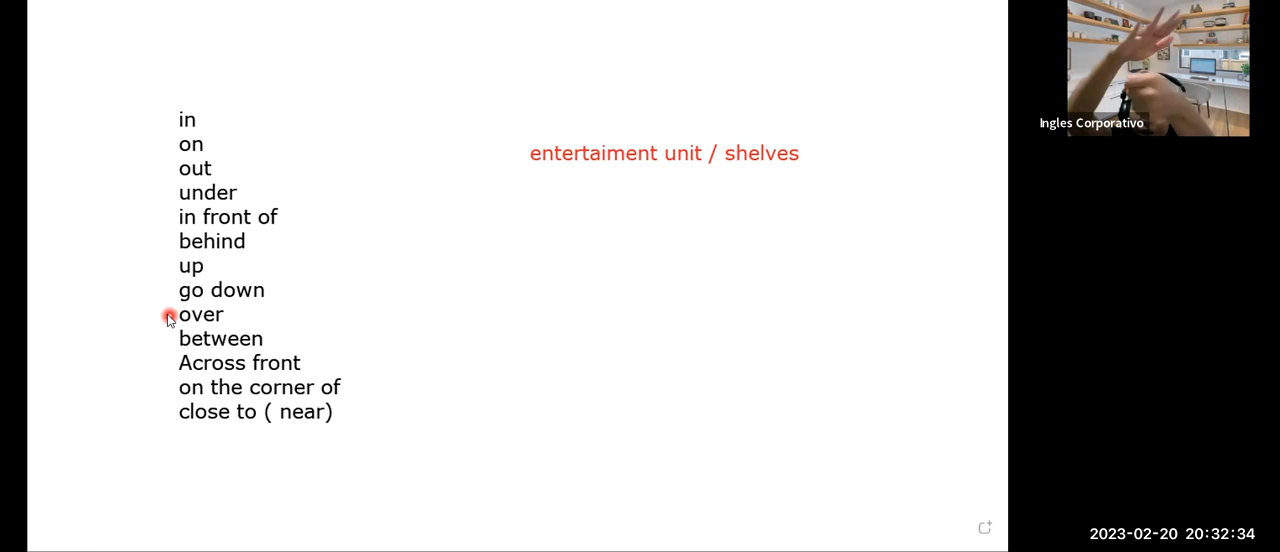 in
on
out
under
in front of
behind
up
go down
over
between
Across front
on the corner of
close to ( near)
entertaiment unit / shelves
Ingles Corporativo
2023-02-20 20:32:34